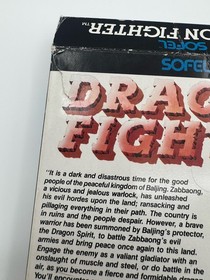 ON FIGHTER™
SOFEL
SOFEL
DRAG
FIGH
"It is a dark and disastrous time for the good
people of the peaceful kingdom of Baljing. Zabbaong,
a vicious and jealous warlock, has unleashed
his evil hordes upon the land; ransacking and
pillaging everything in their path. The country is
in ruins and the people despair. However, a brave
warrior has been summoned by Baljing's protector,
the Dragon Spirit, to battle Zabbaong's evil
armies and bring peace once again to this land.
Engage the enemy as a valiant gladiator with an
onslaught of muscle and steel, or do battle in the
air, as you become a fierce and formidable dragon
You'll encounter